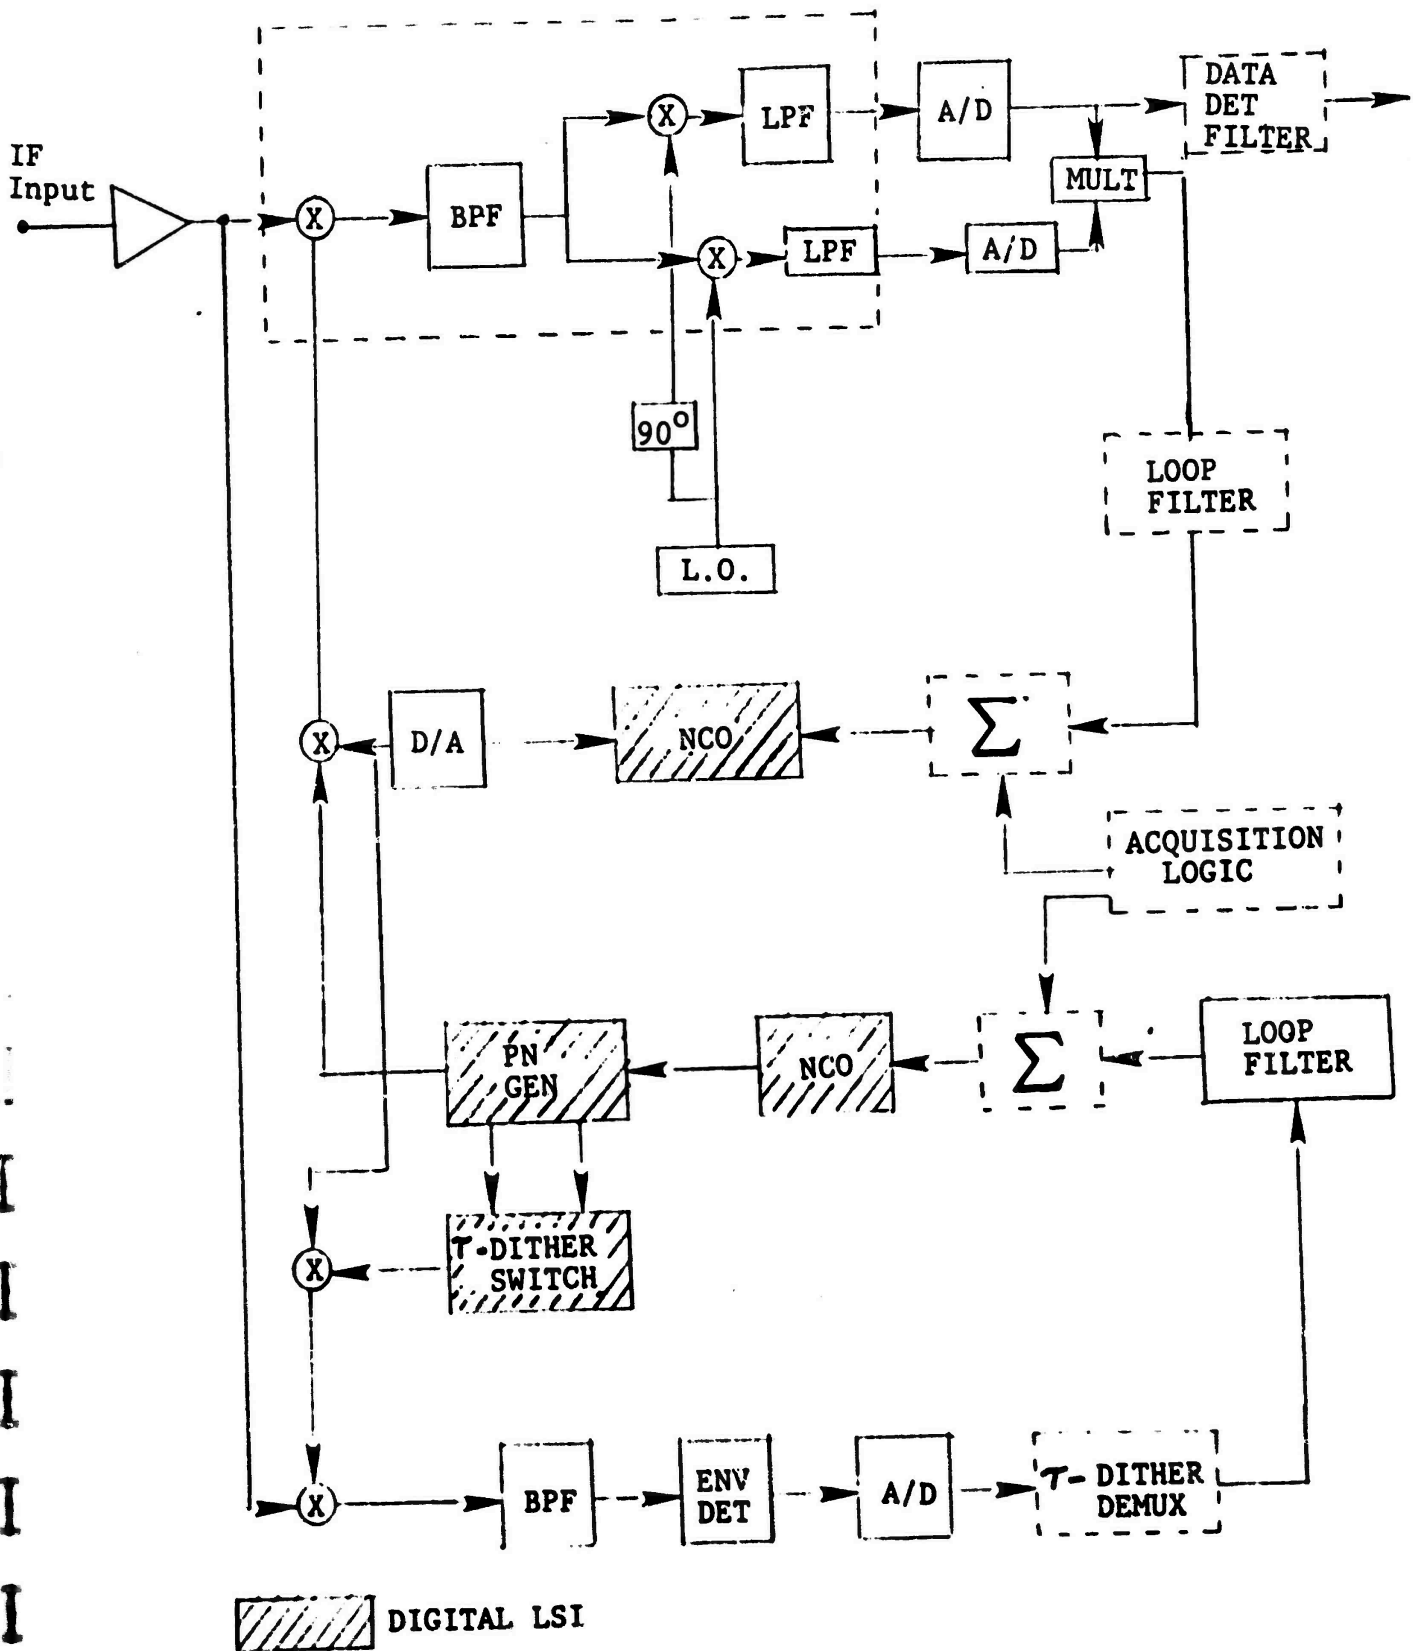 IF
Input
X
BPF
X
LPF
A/D
DATA
DET
FILTER
MULT
X
LPF
A/D
90°
LOOP
FILTER
L.O.
X
D/A
NCO
Σ
ACQUISITION
LOGIC
PN
GEN
NCO
Σ
LOOP
FILTER
X
τ-DITHER
SWITCH
X
BPF
ENV
DET
A/D
τ-DITHER
DEMUX
DIGITAL LSI